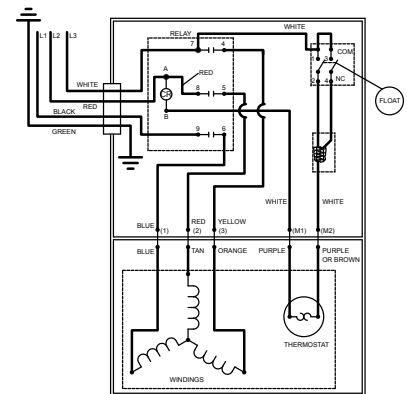 WHITE
RELAY
L1 L2 L3
7 4
COM
1 3
A
RED
WHITE
CR
8 5
2 4 NC
RED
FLOAT
BLACK
B
GREEN
9 6
WHITE WHITE
BLUE (1) RED (2) YELLOW (3) (M1) (M2)
BLUE TAN ORANGE PURPLE PURPLE
OR BROWN
THERMOSTAT
WINDINGS